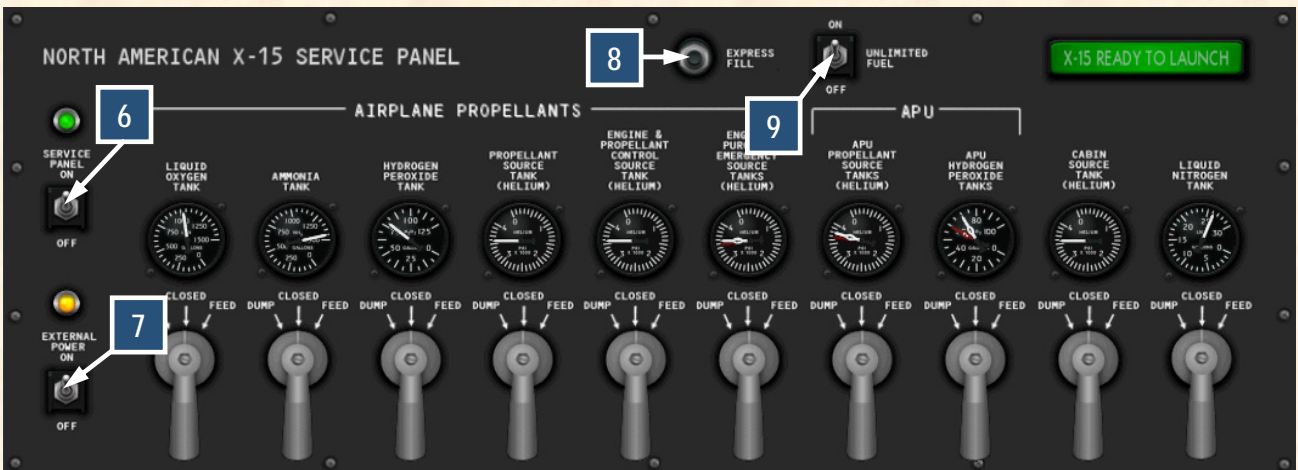 ON
8
EXPRESS
FILL
UNLIMITED
FUEL
OFF
NORTH AMERICAN X-15 SERVICE PANEL
X-15 READY TO LAUNCH
6
9
AIRPLANE PROPELLANTS
APU
SERVICE
PANEL
ON
OFF
LIQUID
OXYGEN
TANK
AMMONIA
TANK
HYDROGEN
PEROXIDE
TANK
PROPELLANT
SOURCE
TANK
(HELIUM)
ENGINE &
PROPELLANT
CONTROL
SOURCE
TANK
(HELIUM)
EMERGENCY
SOURCE
TANKS
(HELIUM)
APU
PROPELLANT
SOURCE
TANKS
(HELIUM)
APU
HYDROGEN
PEROXIDE
TANKS
CABIN
SOURCE
TANK
(HELIUM)
LIQUID
NITROGEN
TANK
7
EXTERNAL
POWER
ON
OFF
CLOSED
FEED
DUMP CLOSED FEED
DUMP CLOSED FEED
DUMP CLOSED FEED
DUMP CLOSED FEED
DUMP CLOSED FEED
DUMP CLOSED FEED
DUMP CLOSED FEED
DUMP CLOSED FEED
DUMP CLOSED FEED